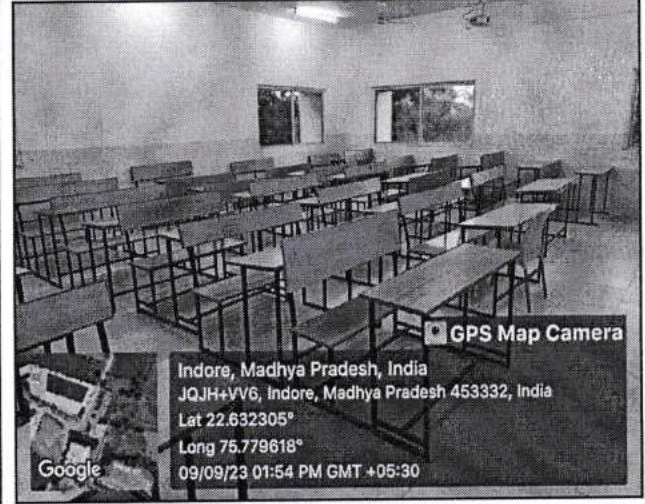 GPS Map Camera
Indore, Madhya Pradesh, India
JQJH+VV6, Indore, Madhya Pradesh 453332, India
Lat 22.632305°
Long 75.779618°
09/09/23 01:54 PM GMT +05:30
Google